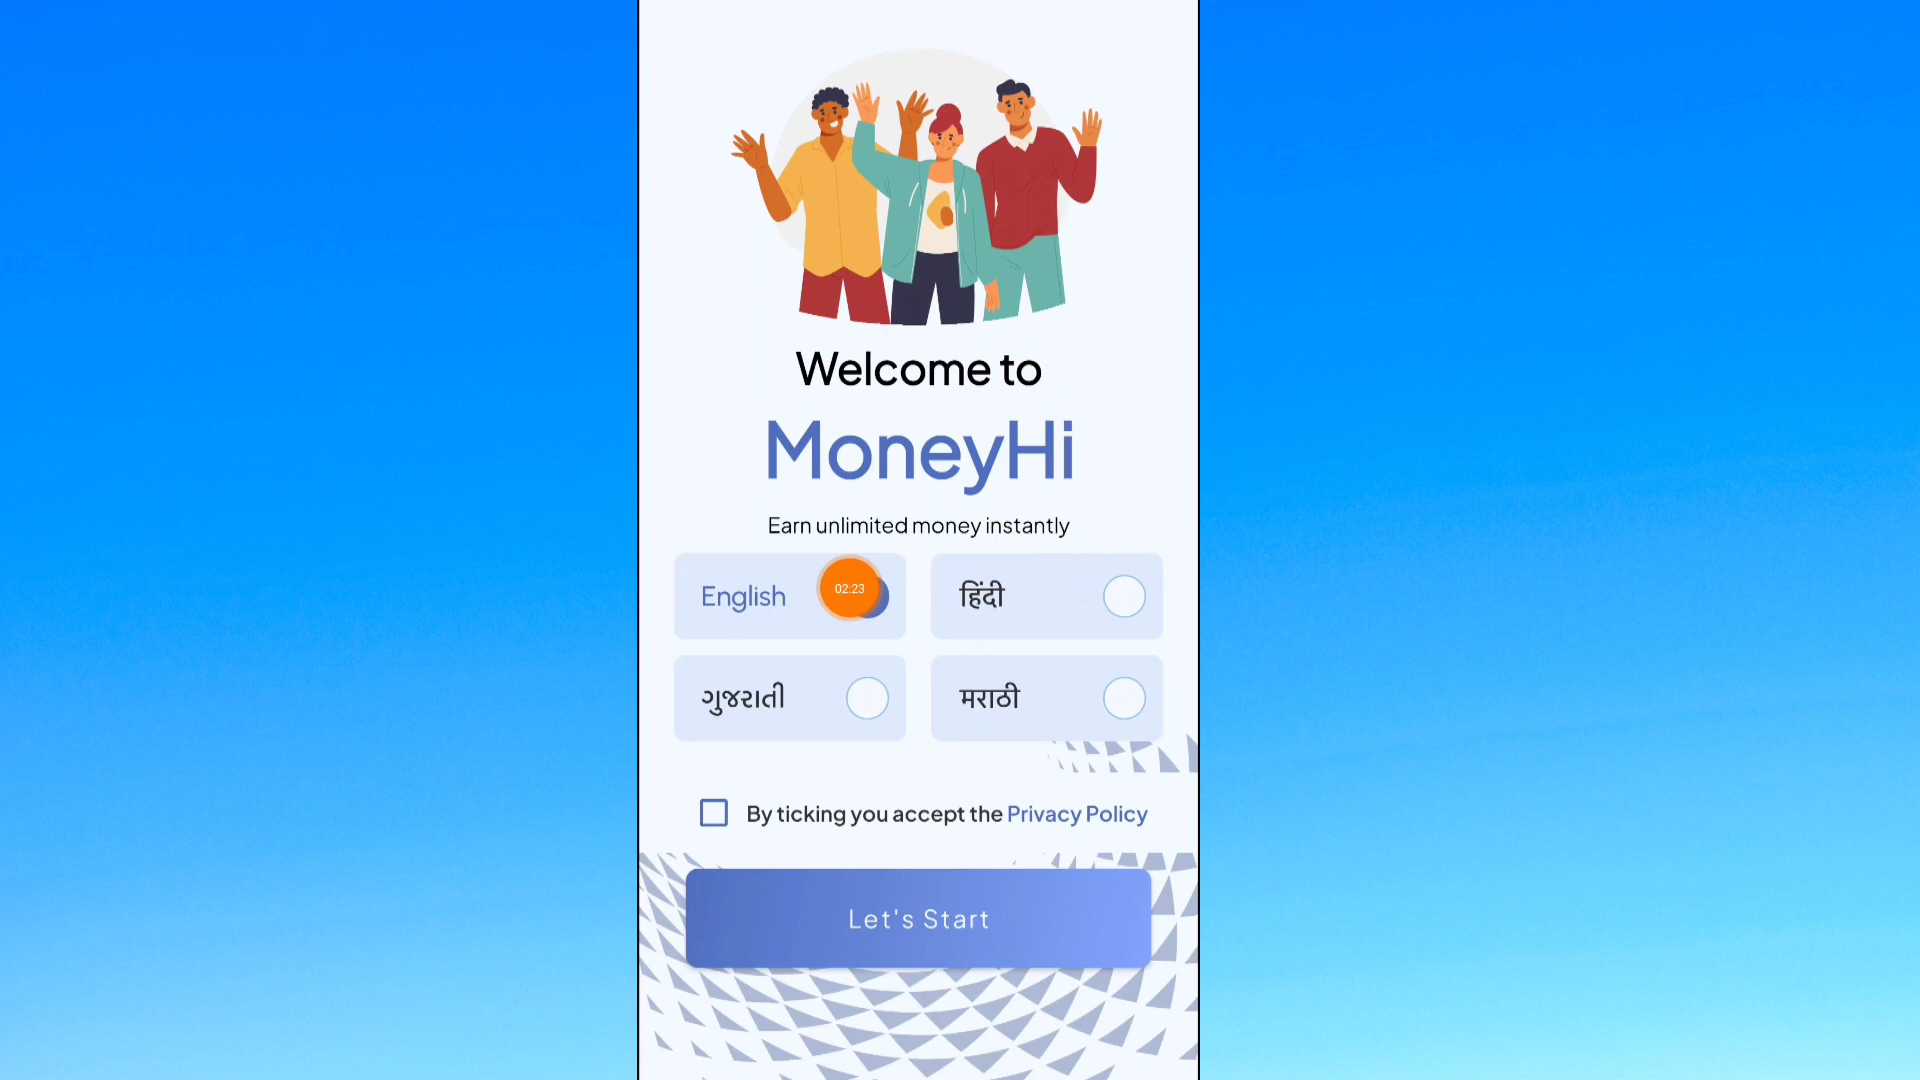 Welcome to
MoneyHi
Earn unlimited money instantly
English
02:23
हिंदी
ગુજરાતી
मराठी
By ticking you accept the Privacy Policy
Let's Start